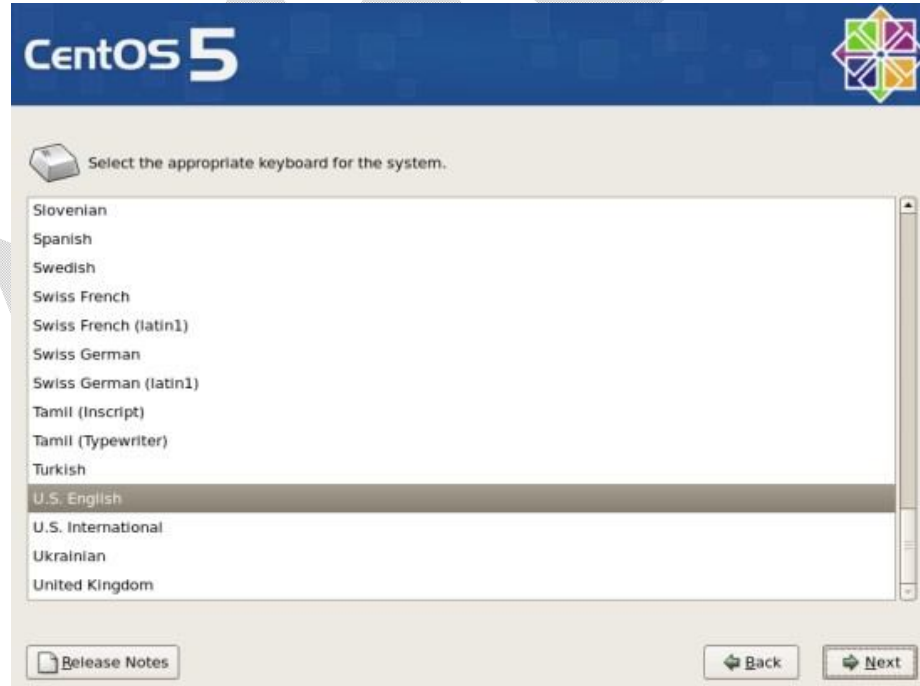 CentOS 5
Select the appropriate keyboard for the system.
Slovenian
Spanish
Swedish
Swiss French
Swiss French (latin1)
Swiss German
Swiss German (latin1)
Tamil (Inscript)
Tamil (Typewriter)
Turkish
U.S. English
U.S. International
Ukrainian
United Kingdom
Release Notes Back Next